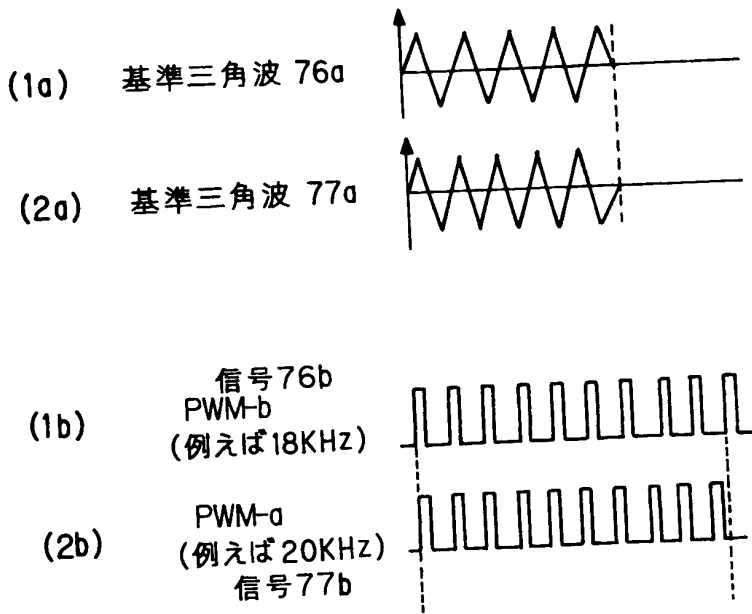 (1a) 基準三角波 76a
(2a) 基準三角波 77a
信号76b
(1b) PWM-b
(例えば18KHz)
(2b) PWM-a
(例えば20KHz)
信号77b